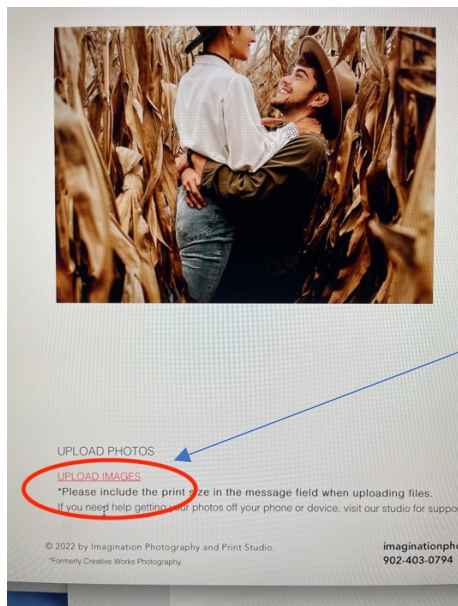 UPLOAD PHOTOS
UPLOAD IMAGES
*Please include the print size in the message field when uploading files.
If you need help getting your photos off your phone or device, visit our studio for
© 2022 by Imagination Photography and Print Studio.
*Formerly Creative Works Photography.
902-403-0794